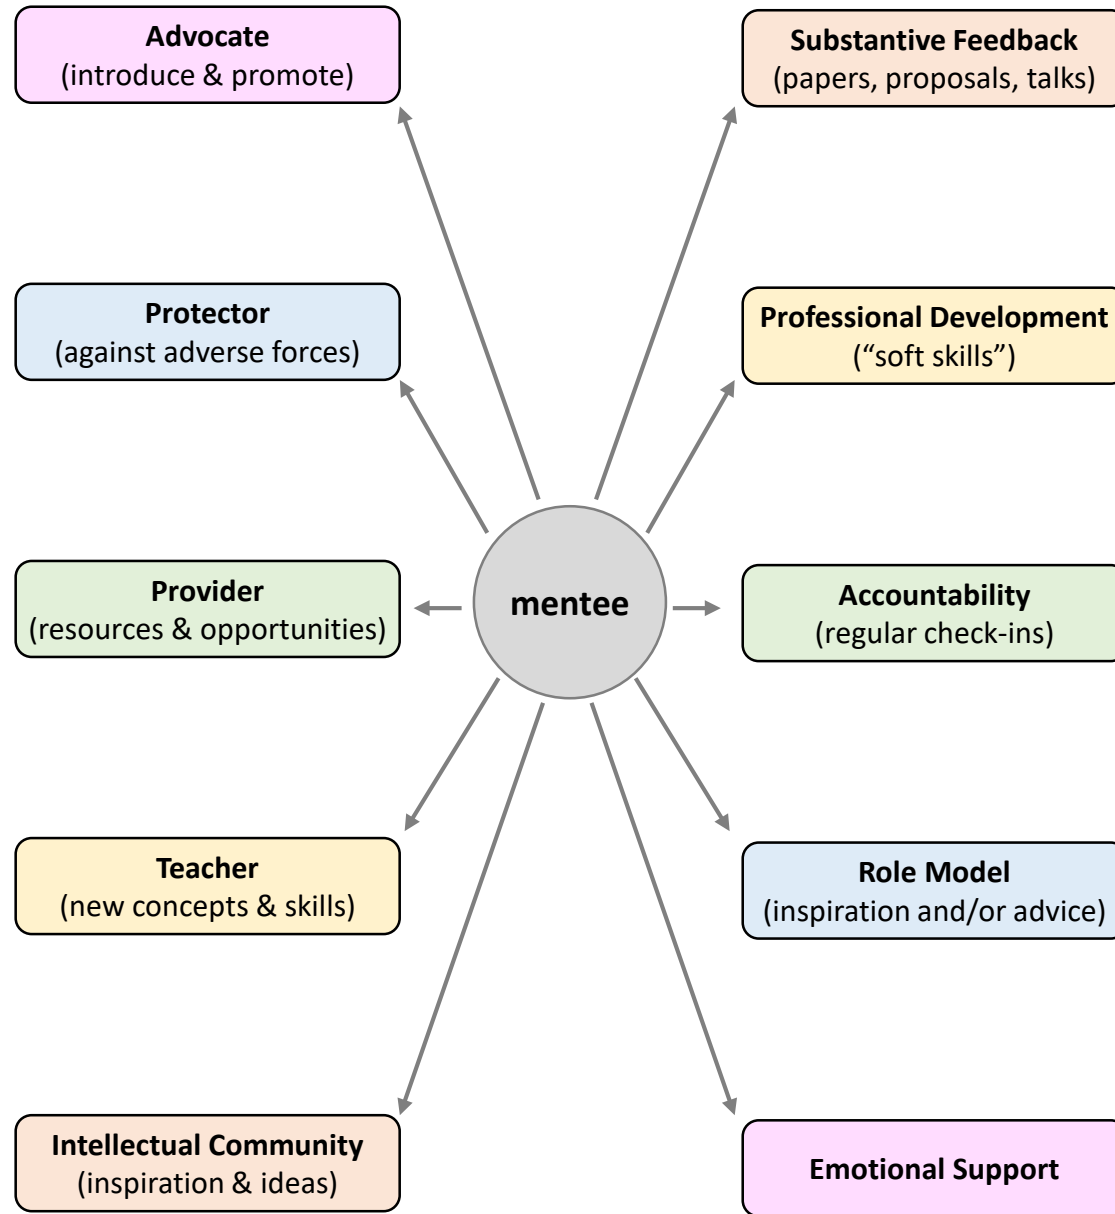 Advocate
(introduce & promote)
Substantive Feedback
(papers, proposals, talks)
Protector
(against adverse forces)
Professional Development
(“soft skills”)
Provider
(resources & opportunities)
mentee
Accountability
(regular check-ins)
Teacher
(new concepts & skills)
Role Model
(inspiration and/or advice)
Intellectual Community
(inspiration & ideas)
Emotional Support